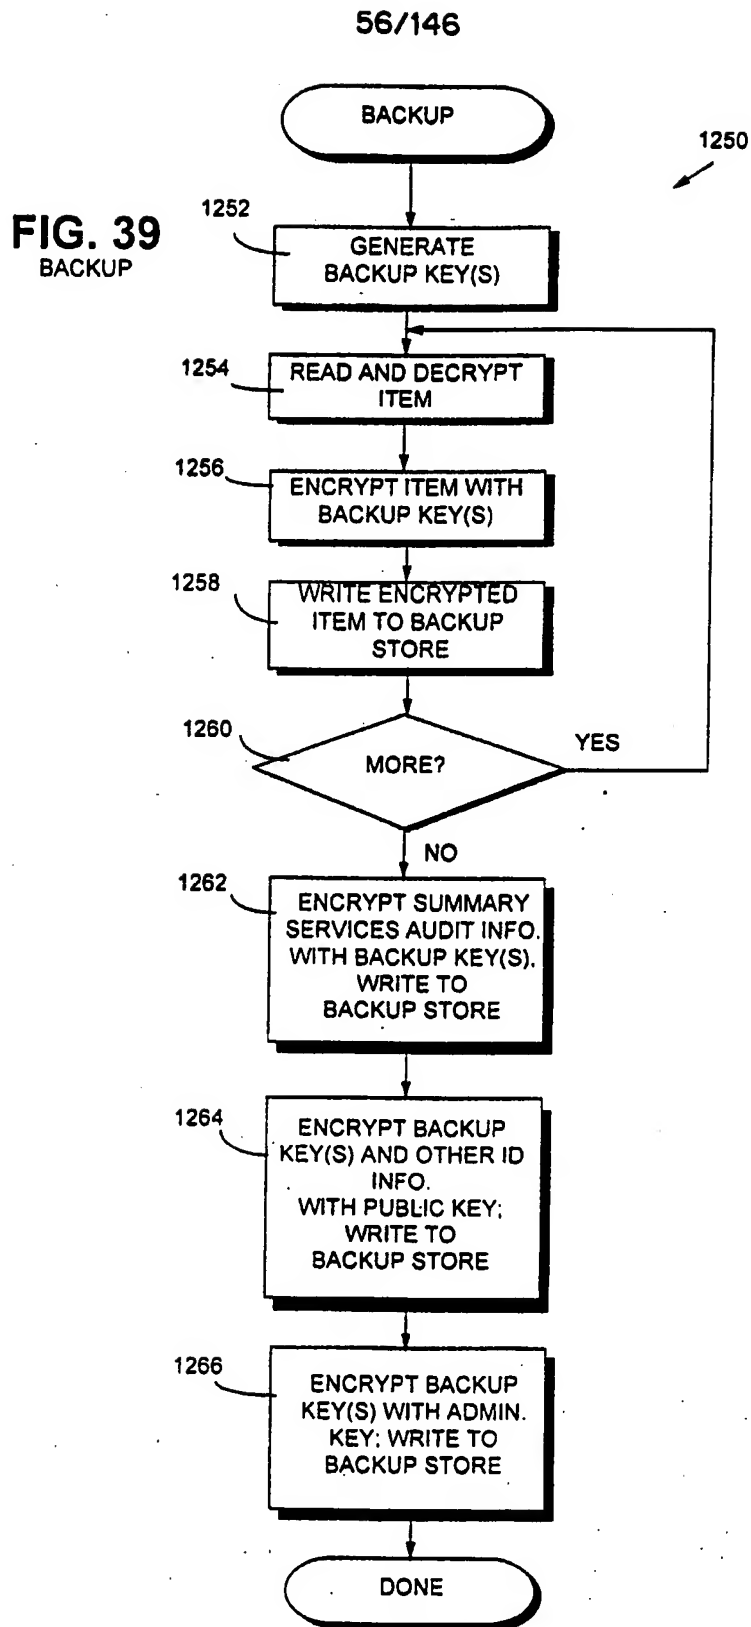 56/146
BACKUP
1250
FIG. 39
BACKUP
1252
GENERATE
BACKUP KEY(S)
1254
READ AND DECRYPT
ITEM
1256
ENCRYPT ITEM WITH
BACKUP KEY(S)
1258
WRITE ENCRYPTED
ITEM TO BACKUP
STORE
1260
MORE?
YES
NO
1262
ENCRYPT SUMMARY
SERVICES AUDIT INFO.
WITH BACKUP KEY(S),
WRITE TO
BACKUP STORE
1264
ENCRYPT BACKUP
KEY(S) AND OTHER ID
INFO.
WITH PUBLIC KEY;
WRITE TO
BACKUP STORE
1266
ENCRYPT BACKUP
KEY(S) WITH ADMIN.
KEY; WRITE TO
BACKUP STORE
DONE